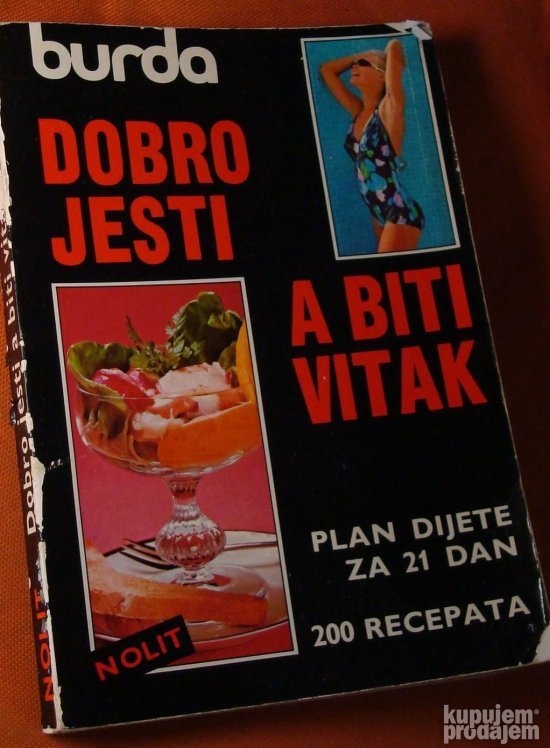 burda
DOBRO
JESTI
A BITI
VITAK
PLAN DIJETE
ZA 21 DAN
200 RECEPATA
NOLIT
NOLIT Dobro jesti a biti vitak
kupujem
prodajem